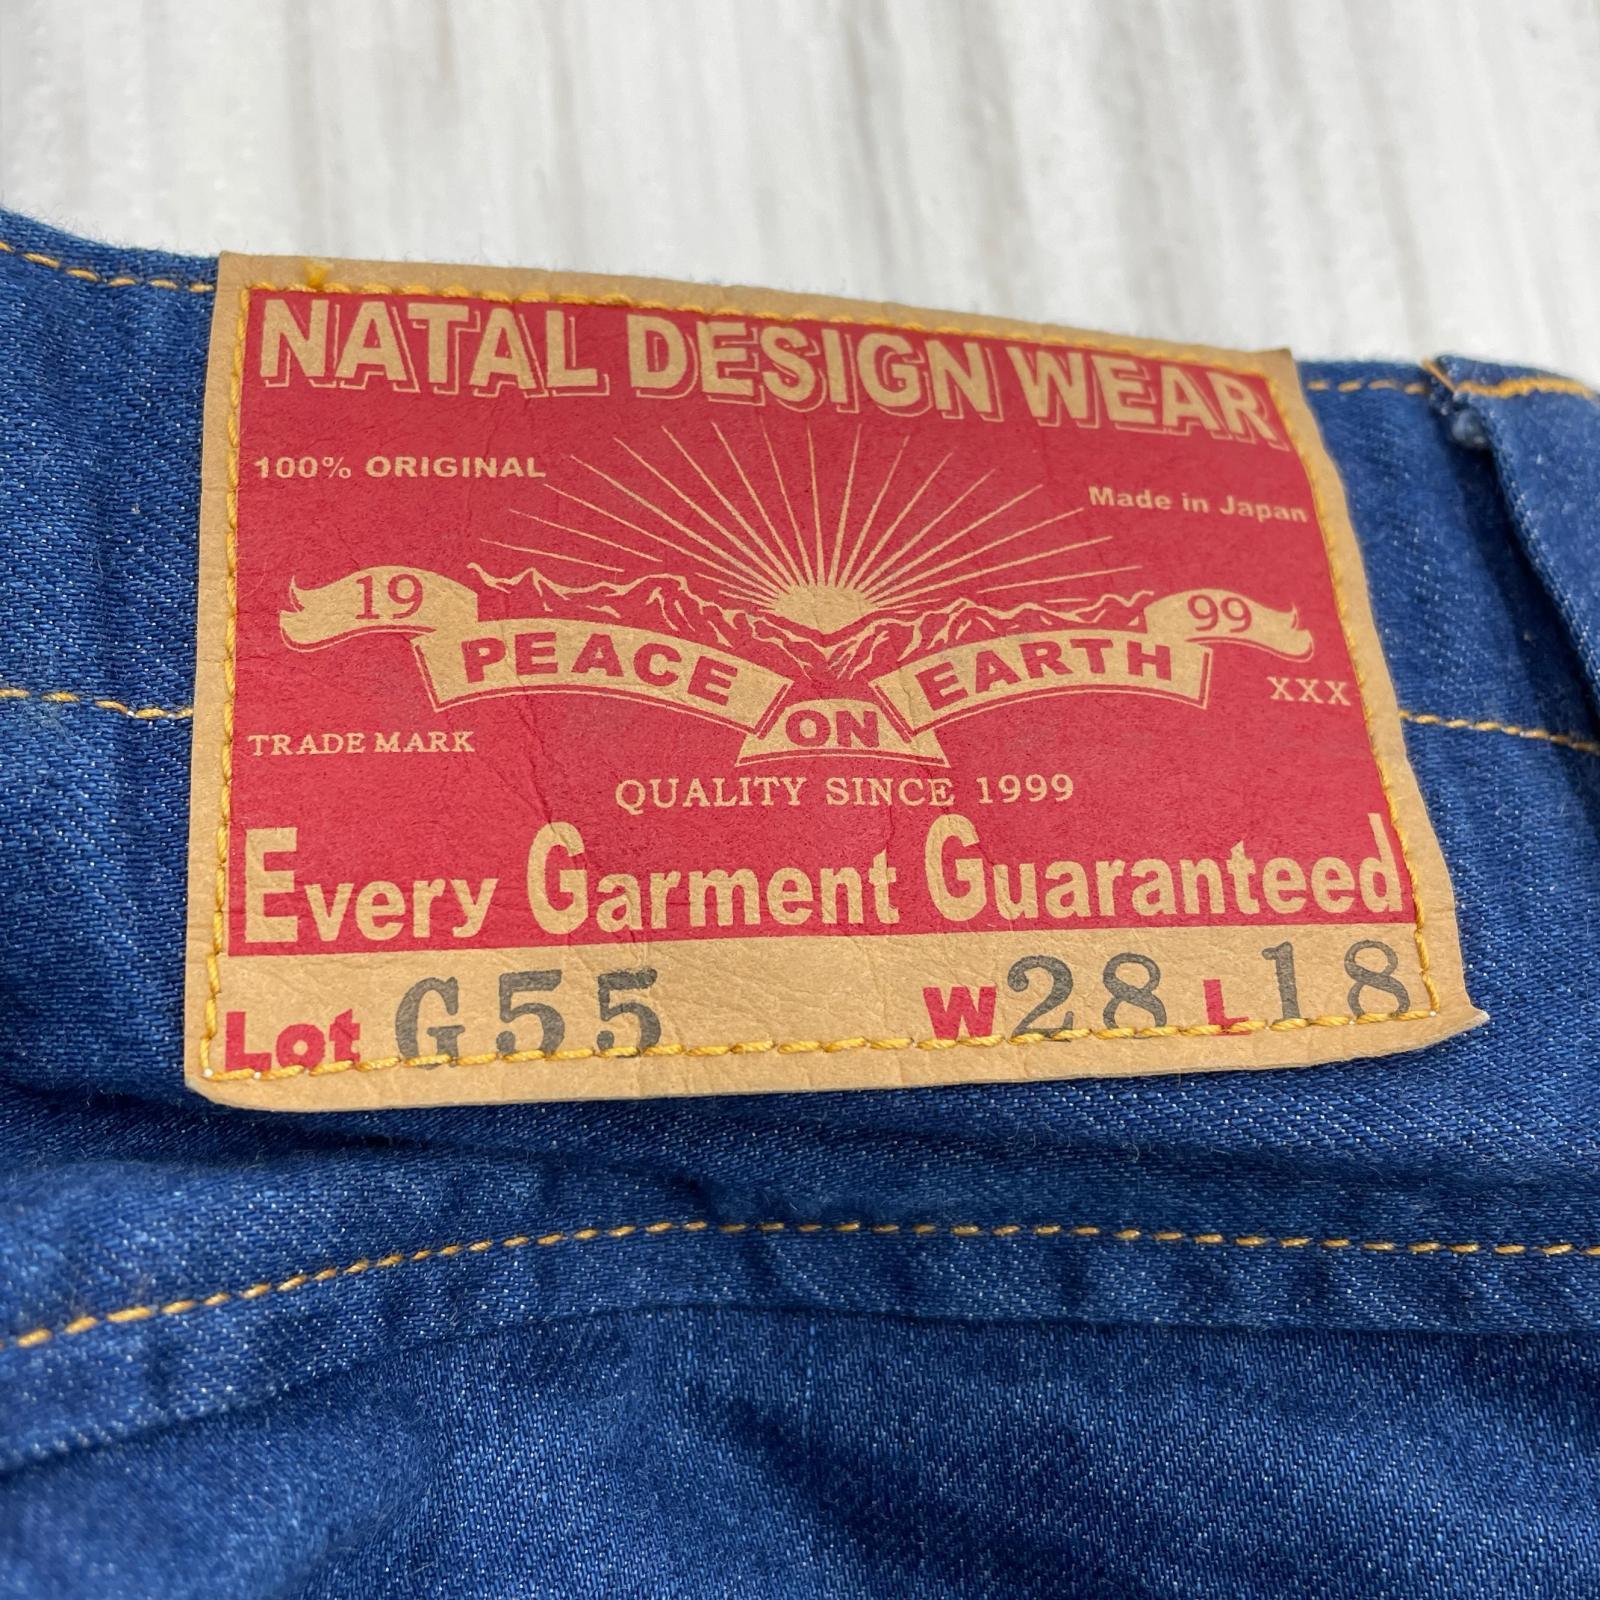 NATAL DESIGN WEAR
100% ORIGINAL
Made in Japan
19 99
PEACE ON EARTH
XXX
TRADE MARK
QUALITY SINCE 1999
Every Garment Guaranteed
Lot G55 W28 L18